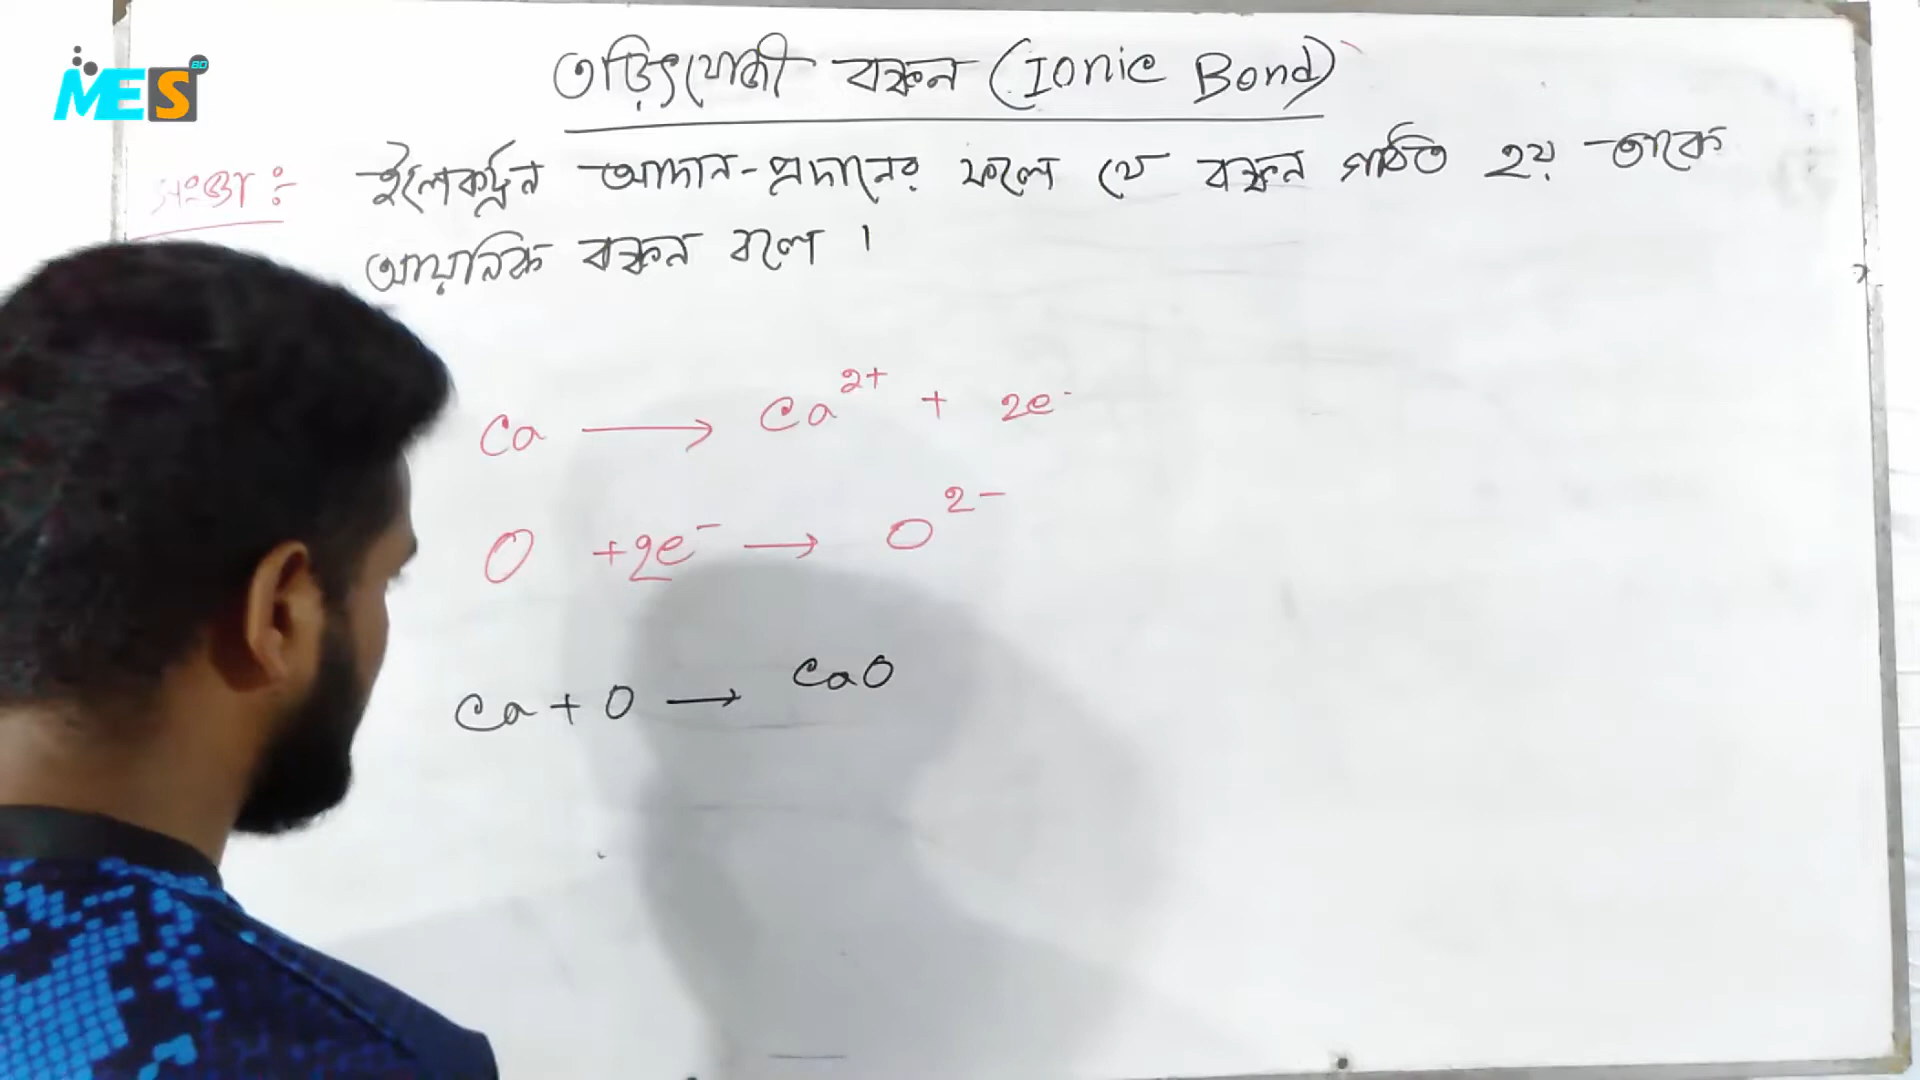 MES BD
তড়িৎযোজী বন্ধন (Ionic Bond)
সংজ্ঞা :- ইলেকট্রন আদান-প্রদানের ফলে যে বন্ধন গঠিত হয় তাকে
আয়নিক বন্ধন বলে ।
Ca → Ca²⁺ + 2e⁻
O +2e⁻ → O²⁻
Ca + O → CaO